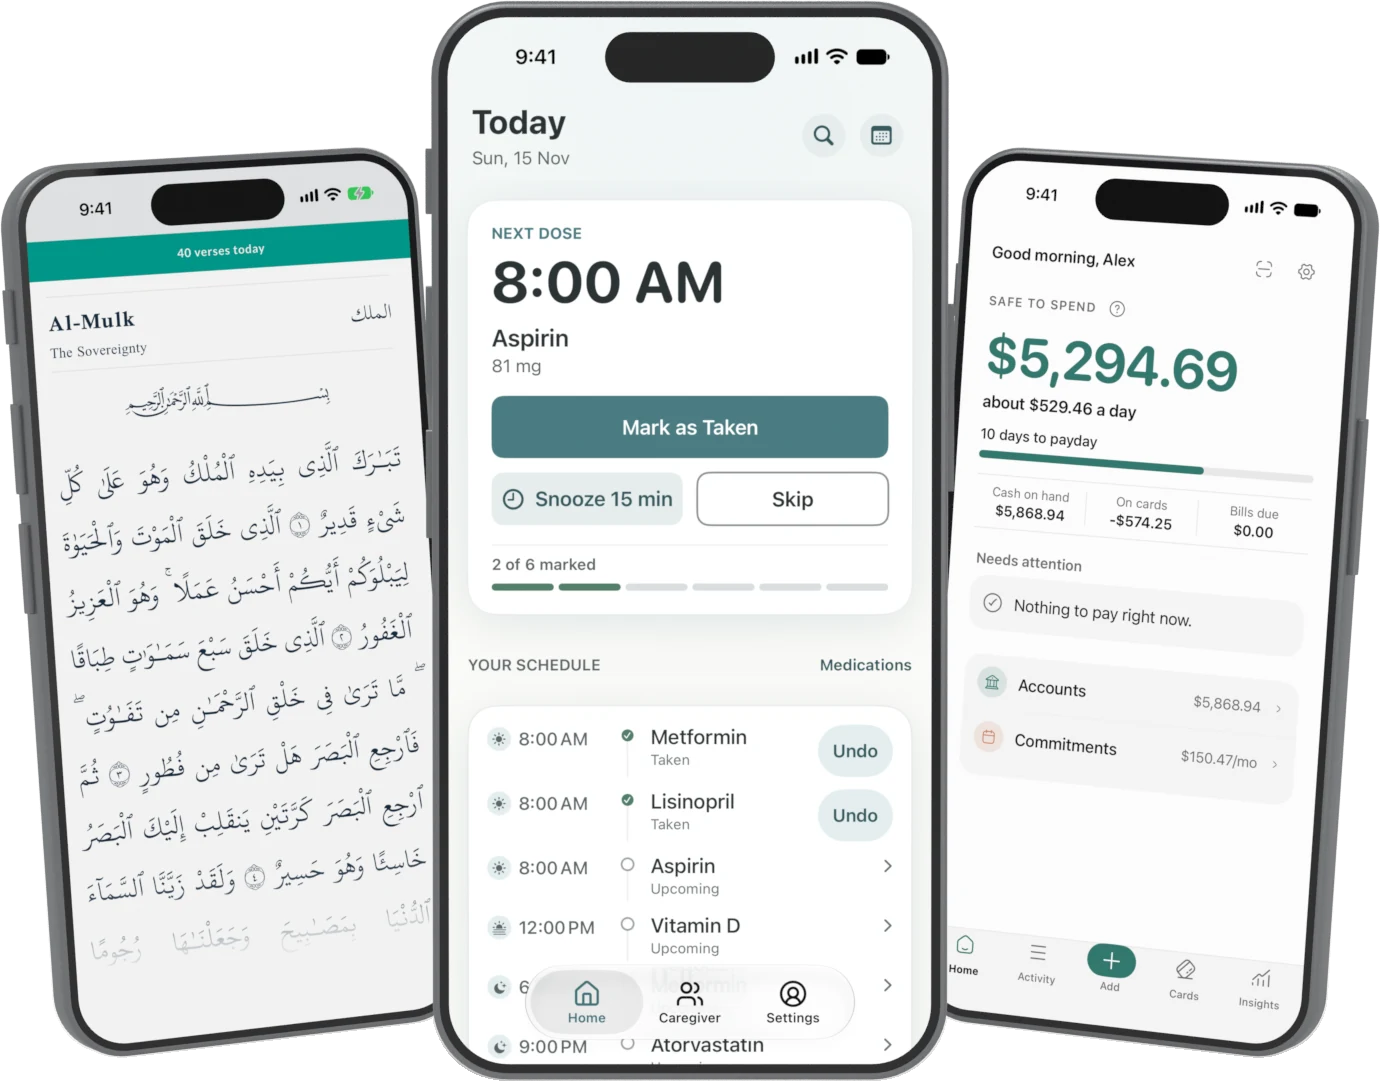 9:41
40 verses today
Al-Mulk
الملك
The Sovereignty
بِسْمِ ٱللَّهِ ٱلرَّحْمَٰنِ ٱلرَّحِيمِ
تَبَـٰرَكَ ٱلَّذِى بِيَدِهِ ٱلْمُلْكُ وَهُوَ عَلَىٰ كُلِّ
شَىْءٍ قَدِيرٌ ١ ٱلَّذِى خَلَقَ ٱلْمَوْتَ وَٱلْحَيَوٰةَ
لِيَبْلُوَكُمْ أَيُّكُمْ أَحْسَنُ عَمَلًا ۚ وَهُوَ ٱلْعَزِيزُ
ٱلْغَفُورُ ٢ ٱلَّذِى خَلَقَ سَبْعَ سَمَـٰوَٰتٍ طِبَاقًا ۖ
مَّا تَرَىٰ فِى خَلْقِ ٱلرَّحْمَـٰنِ مِن تَفَـٰوُتٍ ۖ
فَٱرْجِعِ ٱلْبَصَرَ هَلْ تَرَىٰ مِن فُطُورٍ ٣ ثُمَّ
ٱرْجِعِ ٱلْبَصَرَ كَرَّتَيْنِ يَنقَلِبْ إِلَيْكَ ٱلْبَصَرُ
خَاسِئًا وَهُوَ حَسِيرٌ ٤ وَلَقَدْ زَيَّنَّا ٱلسَّمَآءَ
ٱلدُّنْيَا بِمَصَـٰبِيحَ وَجَعَلْنَـٰهَا رُجُومًا
9:41
Today
Sun, 15 Nov
NEXT DOSE
8:00 AM
Aspirin
81 mg
Mark as Taken
Snooze 15 min
Skip
2 of 6 marked
YOUR SCHEDULE
Medications
8:00 AM Metformin
Taken
Undo
8:00 AM Lisinopril
Taken
Undo
8:00 AM Aspirin
Upcoming
12:00 PM Vitamin D
Upcoming
6
Metformin
Home
Caregiver
Settings
9:00 PM Atorvastatin
9:41
Good morning, Alex
SAFE TO SPEND ?
$5,294.69
about $529.46 a day
10 days to payday
Cash on hand
$5,868.94
On cards
-$574.25
Bills due
$0.00
Needs attention
Nothing to pay right now.
Accounts $5,868.94
Commitments $150.47/mo
Home
Activity
Add
Cards
Insights